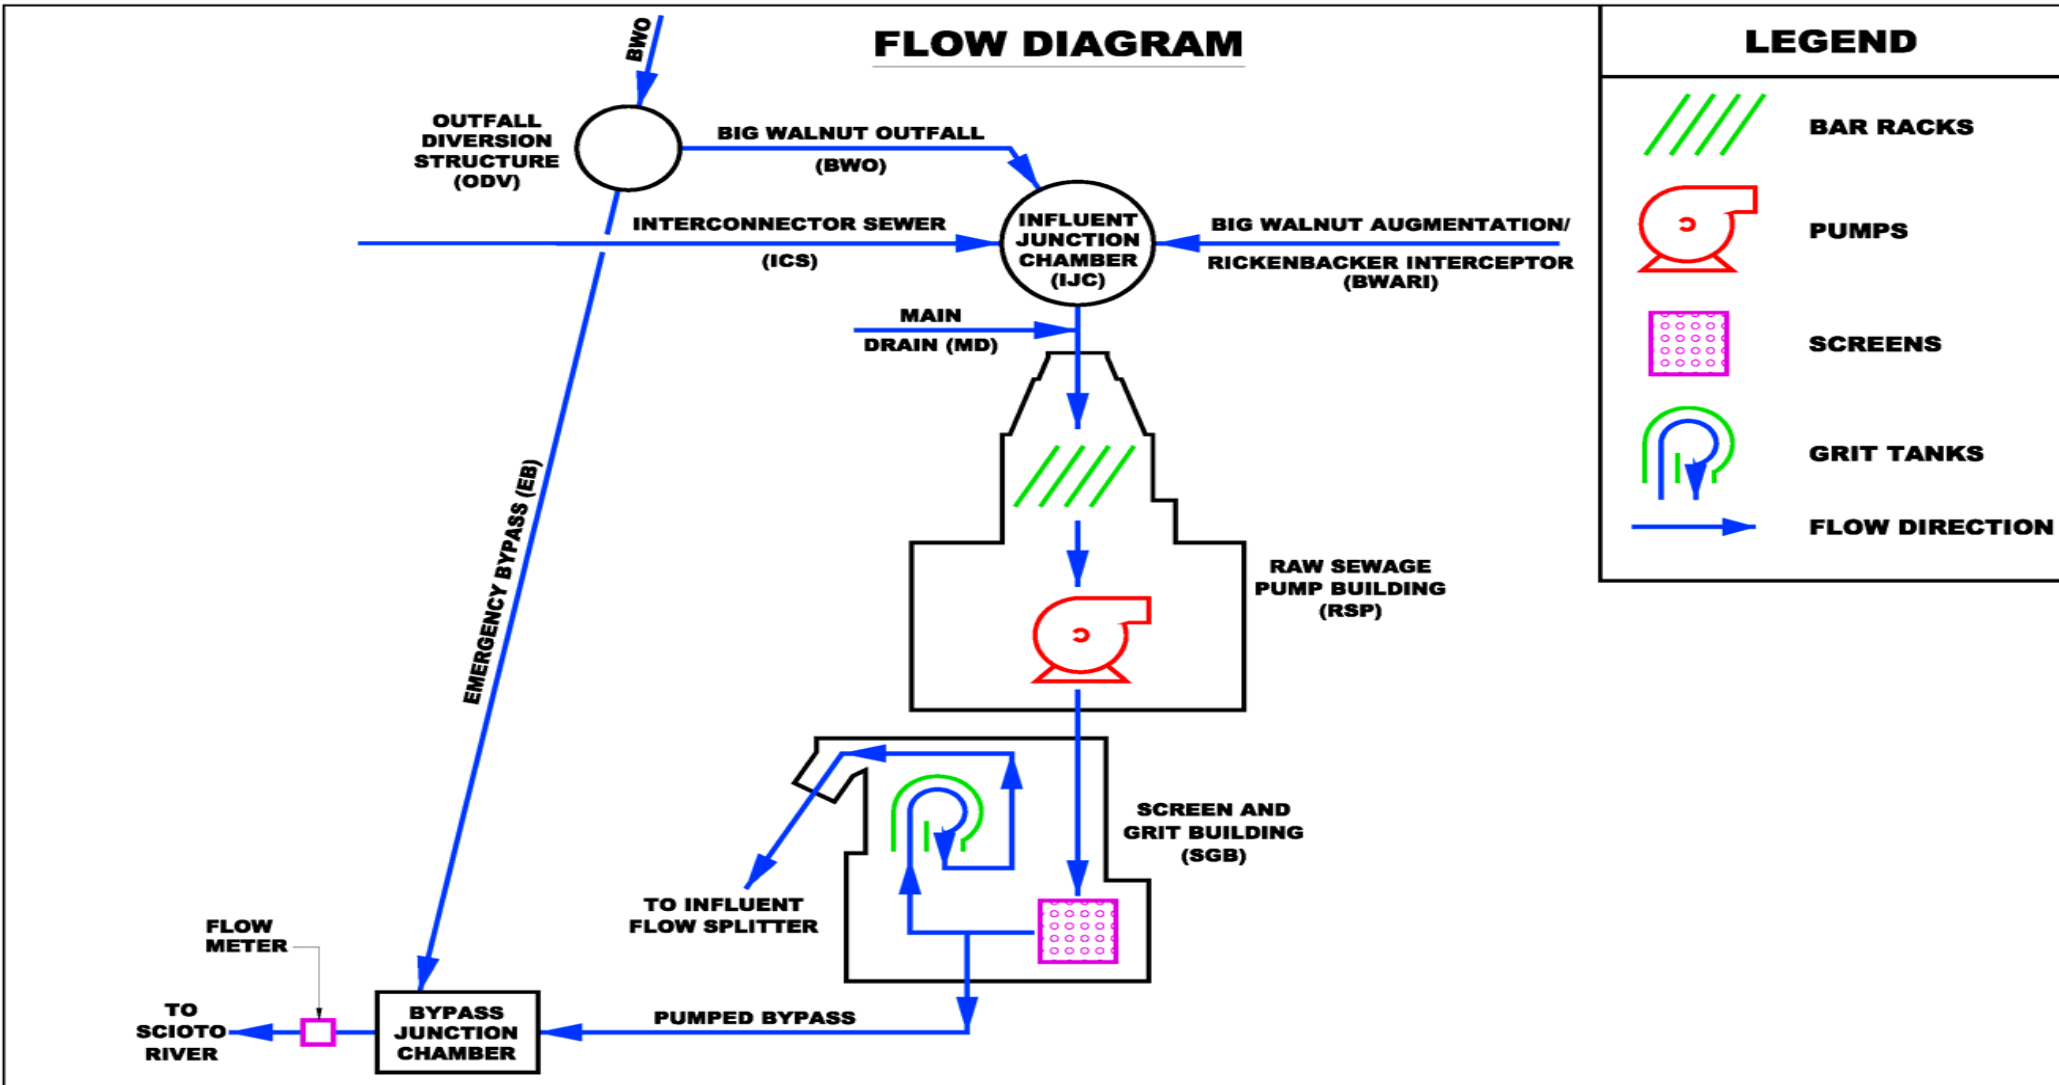 FLOW DIAGRAM
BWO
OUTFALL
DIVERSION
STRUCTURE
(ODV)
BIG WALNUT OUTFALL
(BWO)
INTERCONNECTOR SEWER
(ICS)
INFLUENT
JUNCTION
CHAMBER
(IJC)
BIG WALNUT AUGMENTATION/
RICKENBACKER INTERCEPTOR
(BWARI)
MAIN
DRAIN (MD)
EMERGENCY BYPASS (EB)
RAW SEWAGE
PUMP BUILDING
(RSP)
SCREEN AND
GRIT BUILDING
(SGB)
TO INFLUENT
FLOW SPLITTER
FLOW
METER
TO
SCIOTO
RIVER
BYPASS
JUNCTION
CHAMBER
PUMPED BYPASS
LEGEND
BAR RACKS
PUMPS
SCREENS
GRIT TANKS
FLOW DIRECTION